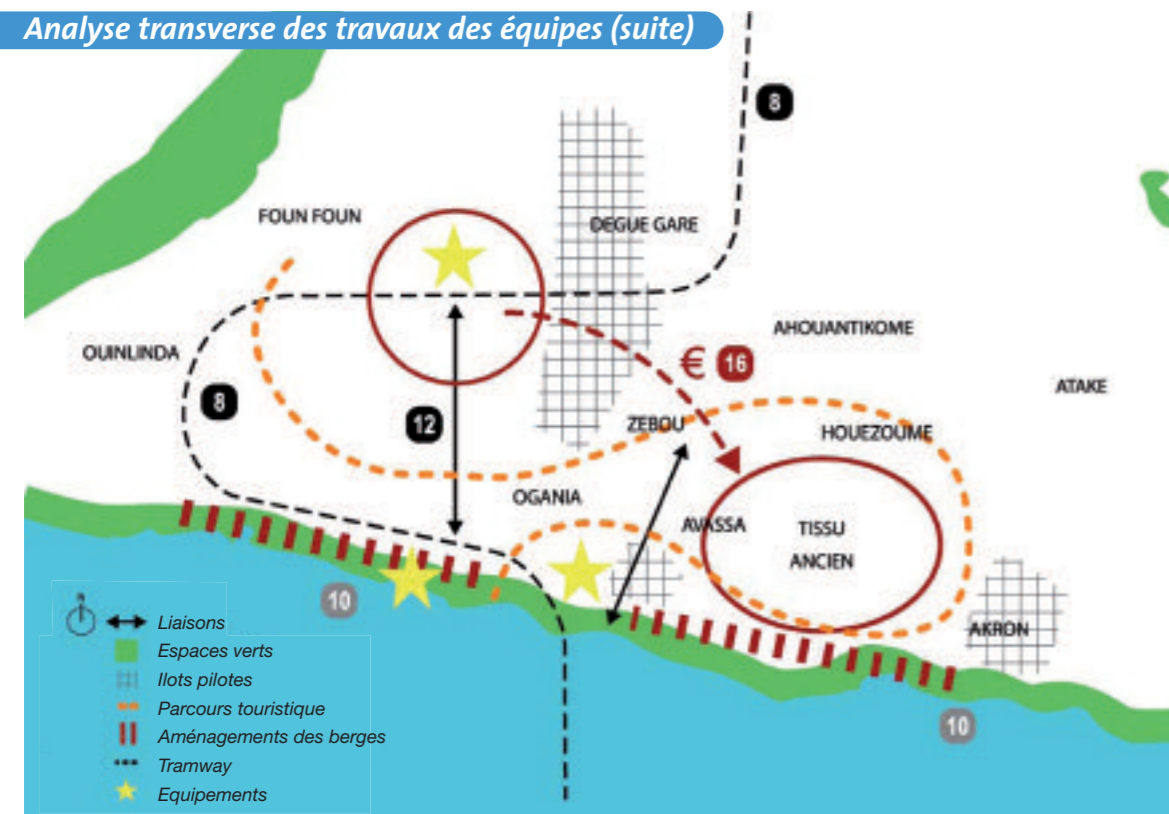 Analyse transverse des travaux des équipes (suite)
8
FOUN FOUN
DEGUE GARE
AHOUANTIKOME
OUINLINDA
€ 16
ATAKE
8
12
ZEBOU
HOUEZOUME
OGANIA
AVASSA
TISSU
ANCIEN
10
AKRON
10
N
Liaisons
Espaces verts
Ilots pilotes
Parcours touristique
Aménagements des berges
Tramway
Equipements